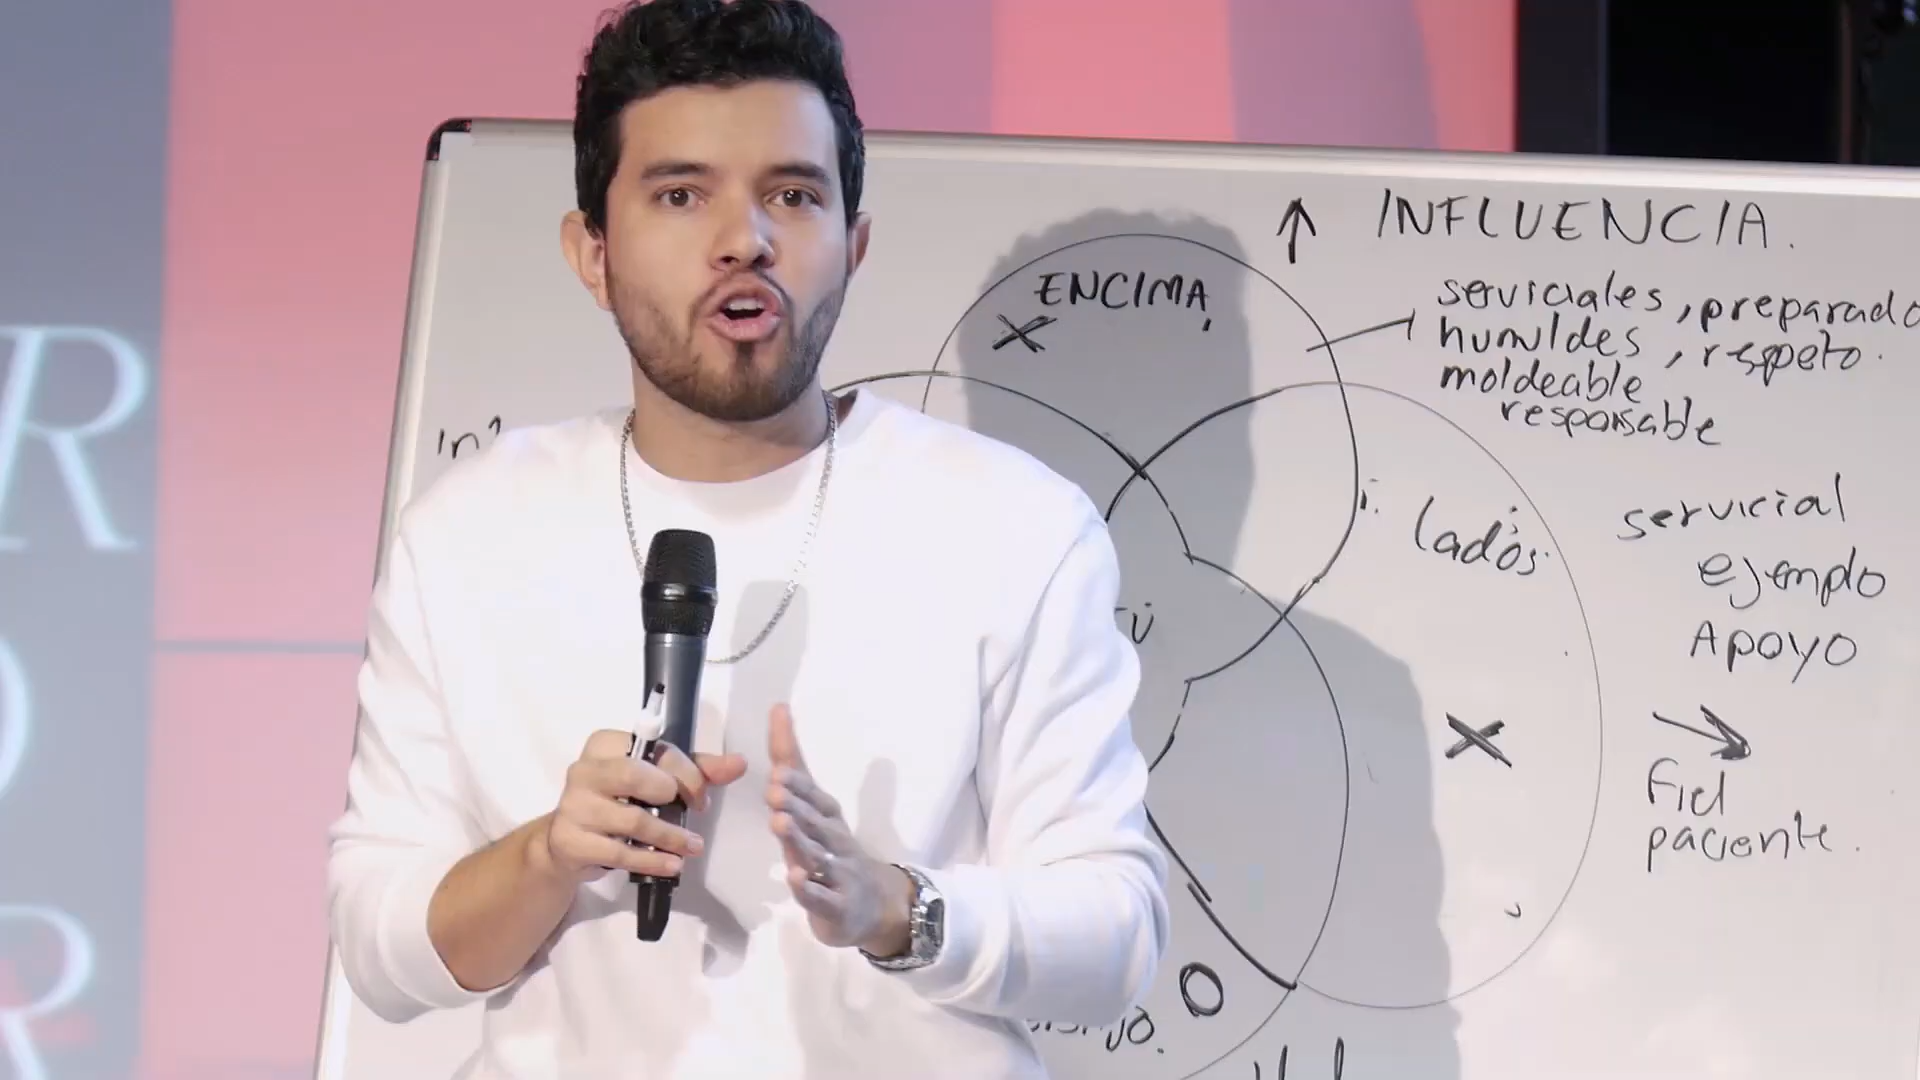 ↑ INFLUENCIA.
ENCIMA
serviciales, preparado
humildes, respeto.
moldeable
responsable
lados
servicial
ejemplo
APOYO
Fiel
paciente.
R
O
R